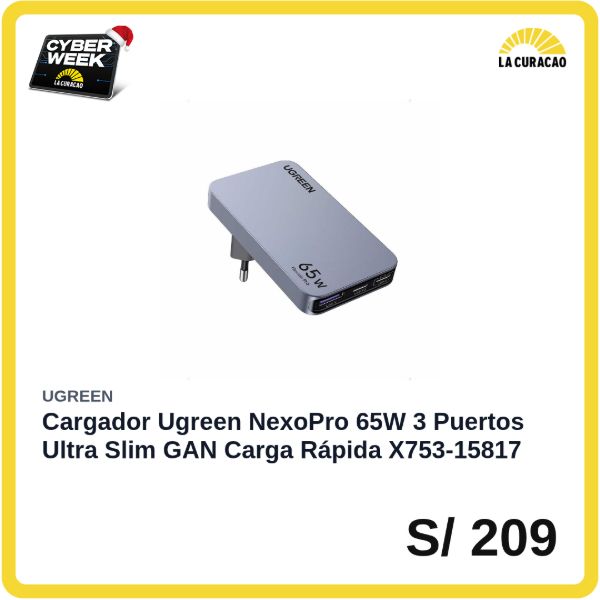 CYBER
WEEK
LA CURACAO
LA CURACAO
UGREEN
65W
UGREEN
Cargador Ugreen NexoPro 65W 3 Puertos
Ultra Slim GAN Carga Rápida X753-15817
S/ 209